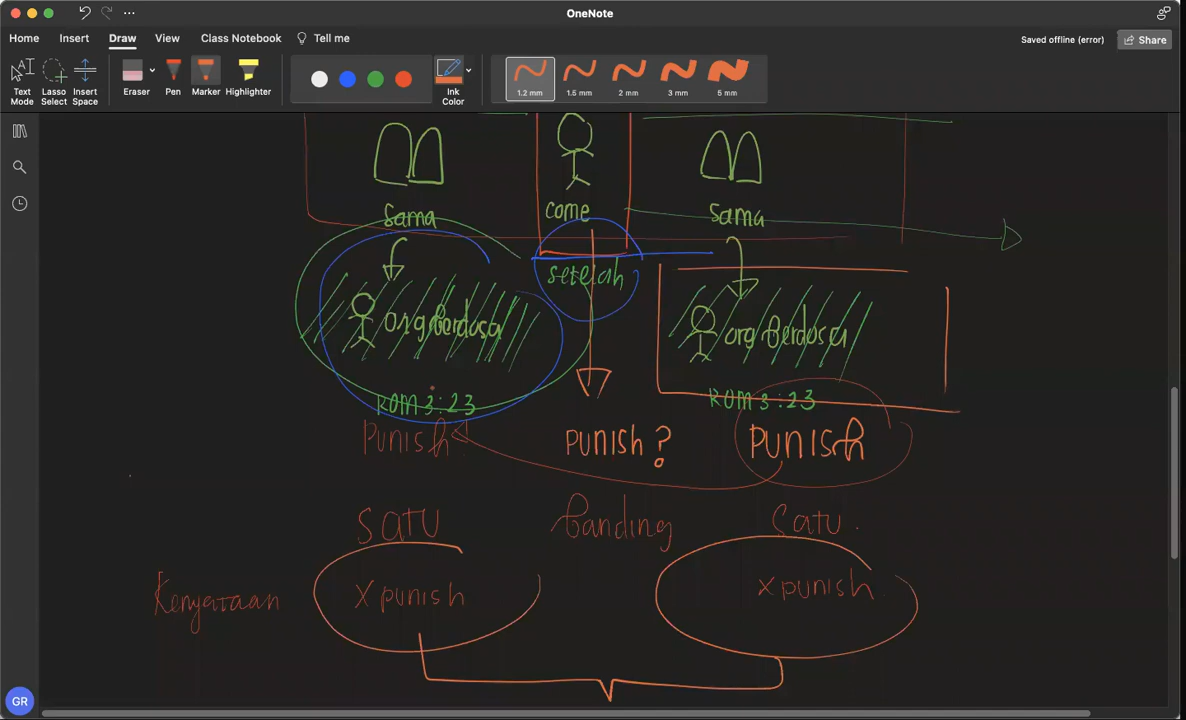 OneNote
Home Insert Draw View Class Notebook Tell me
Saved offline (error) Share
Text Mode
Lasso Select
Insert Space
Eraser
Pen
Marker
Highlighter
Ink Color
1.2 mm
1.5 mm
2 mm
3 mm
5 mm
Sama come Sama
setelah
org berdosa org berdosa
ROM 3:23 ROM 3:23
PUNISH! PUNISH? PUNISH
SATU banding satu.
Kenyataan X punish X punish
GR